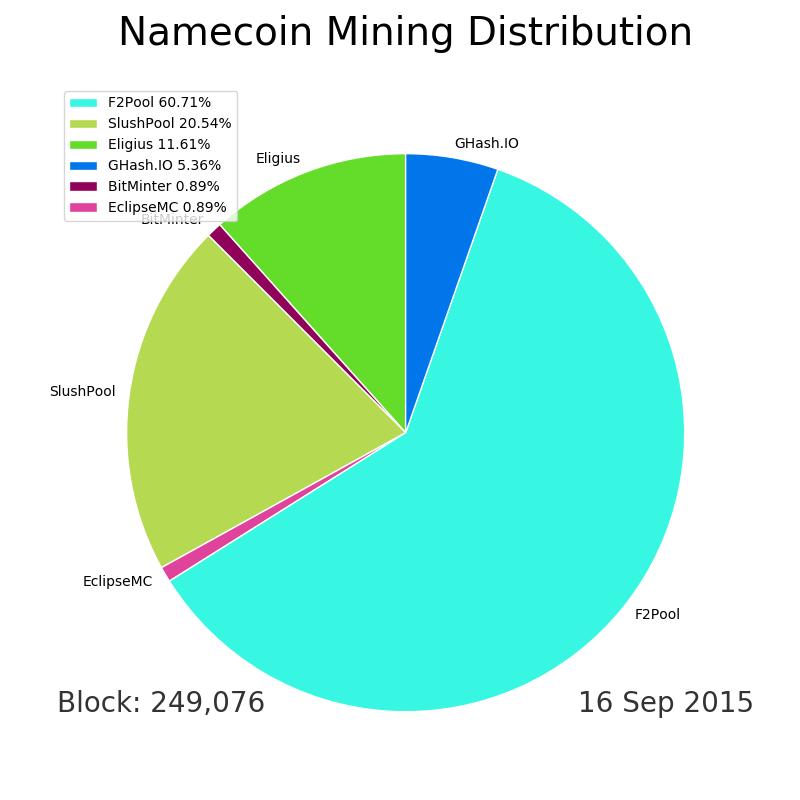 Namecoin Mining Distribution
F2Pool 60.71%
SlushPool 20.54%
Eligius 11.61%
GHash.IO 5.36%
BitMinter 0.89%
EclipseMC 0.89%
GHash.IO
Eligius
BitMinter
SlushPool
EclipseMC
F2Pool
Block: 249,076
16 Sep 2015